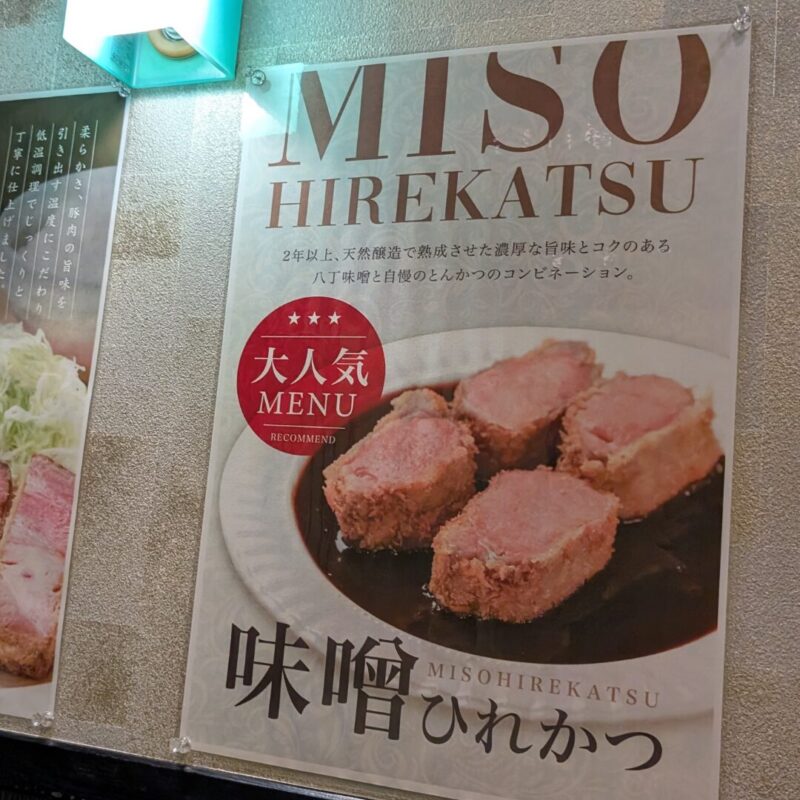 柔らかさ、豚肉の旨味を
引き出す温度にこだわり
低温調理でじっくりと
丁寧に仕上げました。
MISO
HIREKATSU
2年以上、天然醸造で熟成させた濃厚な旨味とコクのある
八丁味噌と自慢のとんかつのコンビネーション。
★★★
大人気
MENU
RECOMMEND
味噌ひれかつ
MISOHIREKATSU